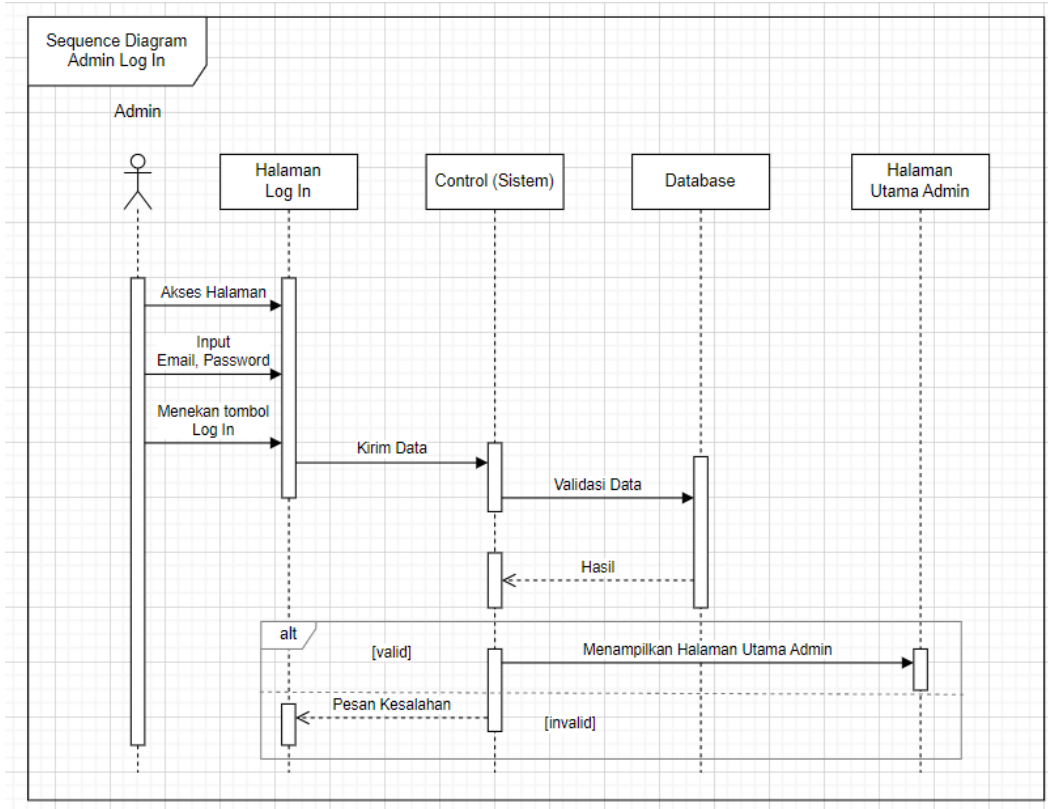 Sequence Diagram
Admin Log In
Admin
Halaman
Log In
Control (Sistem)
Database
Halaman
Utama Admin
Akses Halaman
Input
Email, Password
Menekan tombol
Log In
Kirim Data
Validasi Data
Hasil
alt
[valid]
Menampilkan Halaman Utama Admin
Pesan Kesalahan
[invalid]